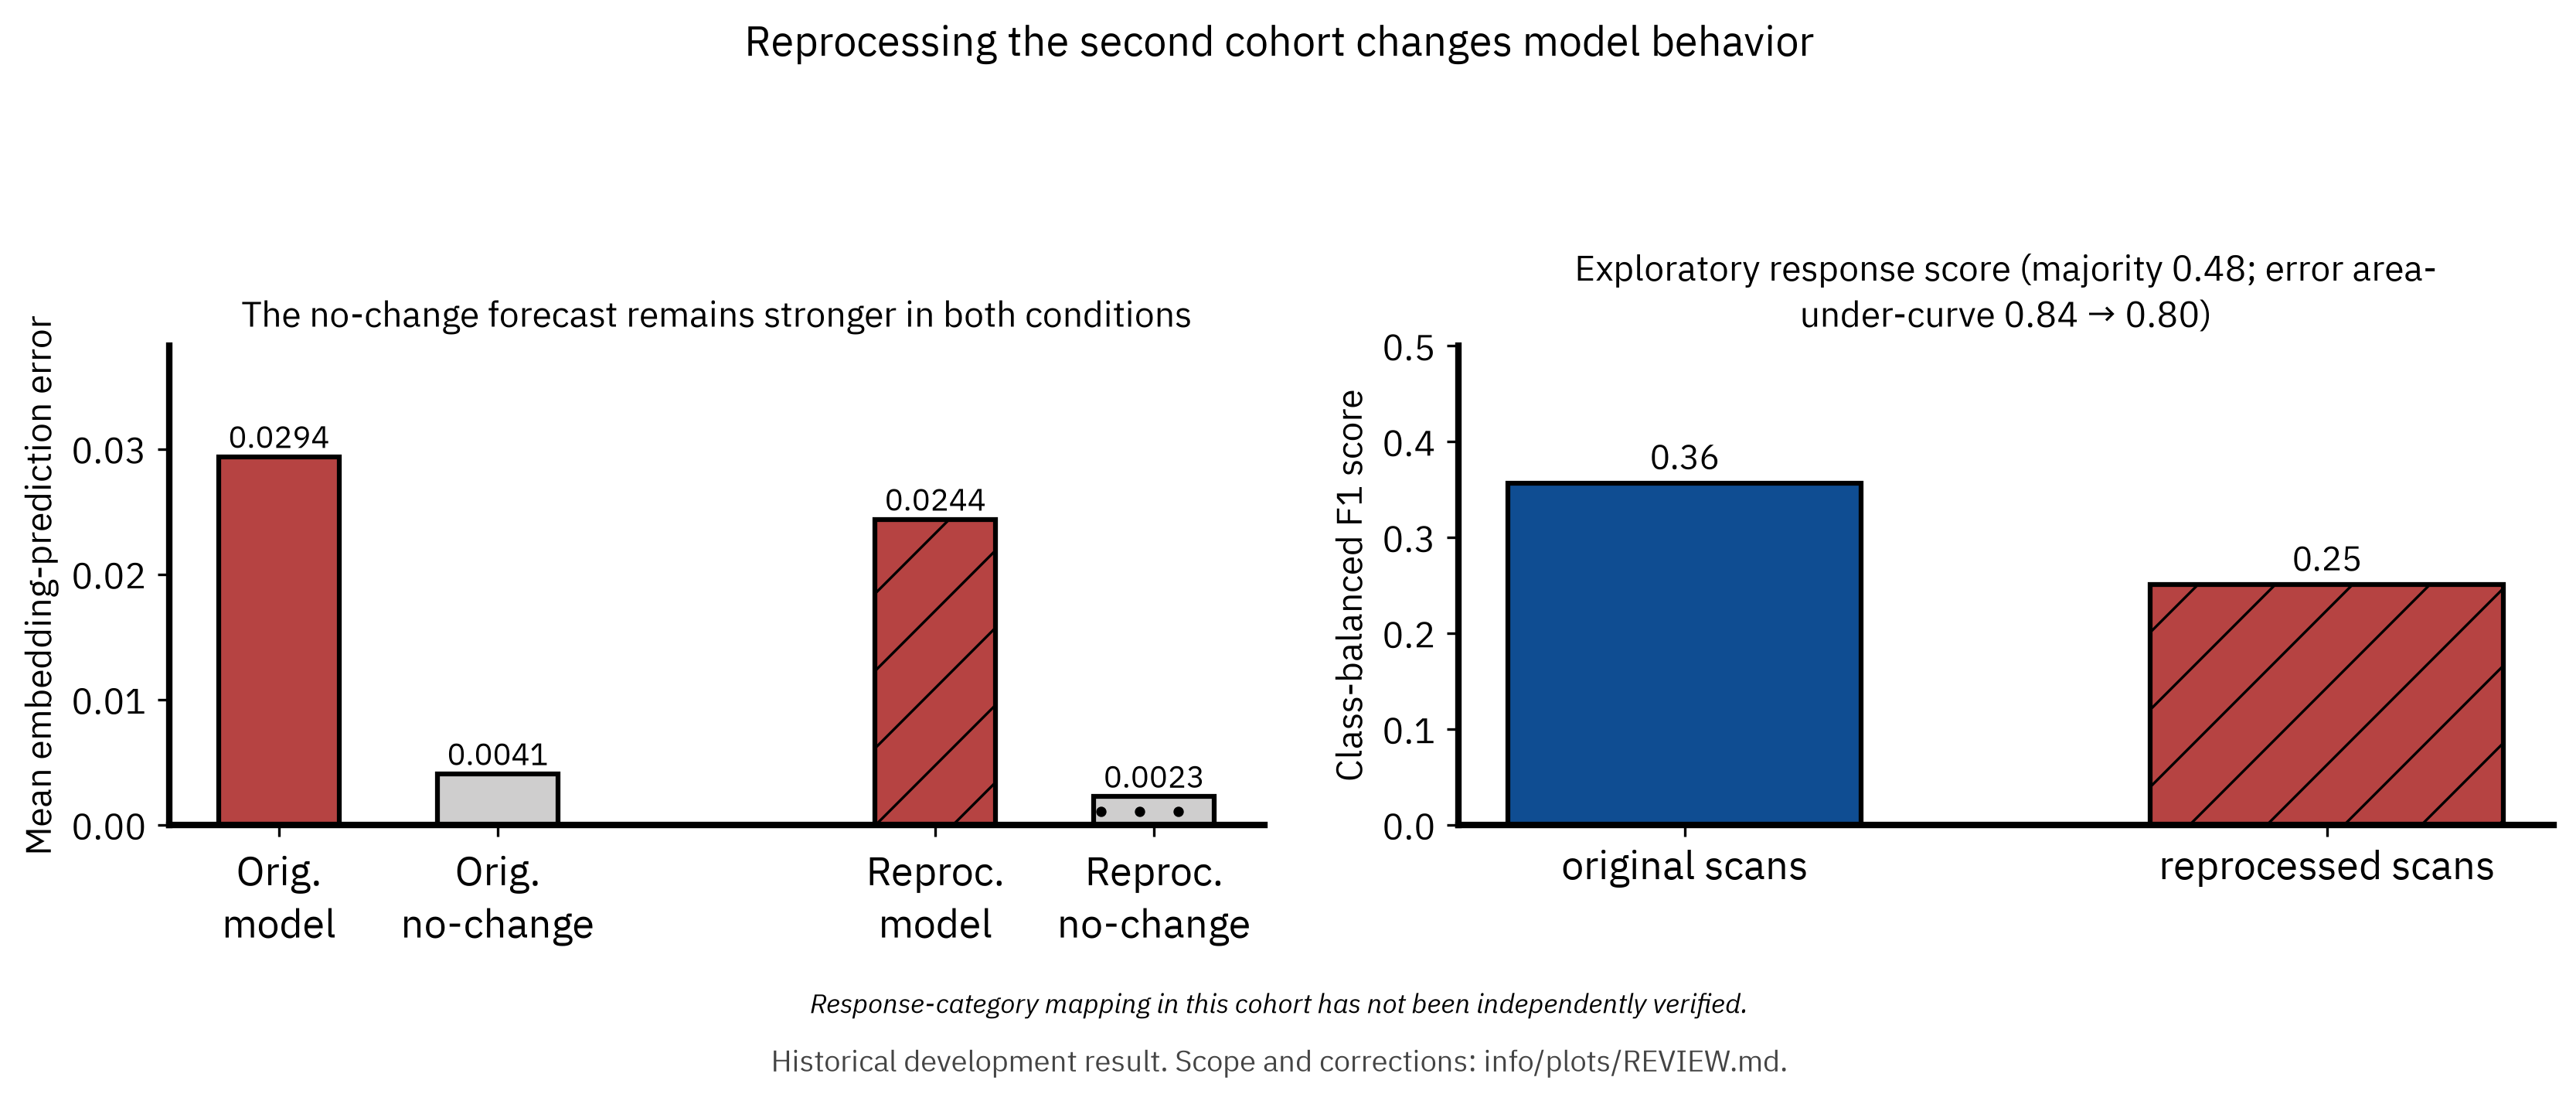 Reprocessing the second cohort changes model behavior
The no-change forecast remains stronger in both conditions
Mean embedding-prediction error
0.03
0.02
0.01
0.00
0.0294
0.0041
0.0244
0.0023
Orig.
model
Orig.
no-change
Reproc.
model
Reproc.
no-change
Exploratory response score (majority 0.48; error area-
under-curve 0.84 → 0.80)
Class-balanced F1 score
0.5
0.4
0.3
0.2
0.1
0.0
0.36
0.25
original scans
reprocessed scans
Response-category mapping in this cohort has not been independently verified.
Historical development result. Scope and corrections: info/plots/REVIEW.md.